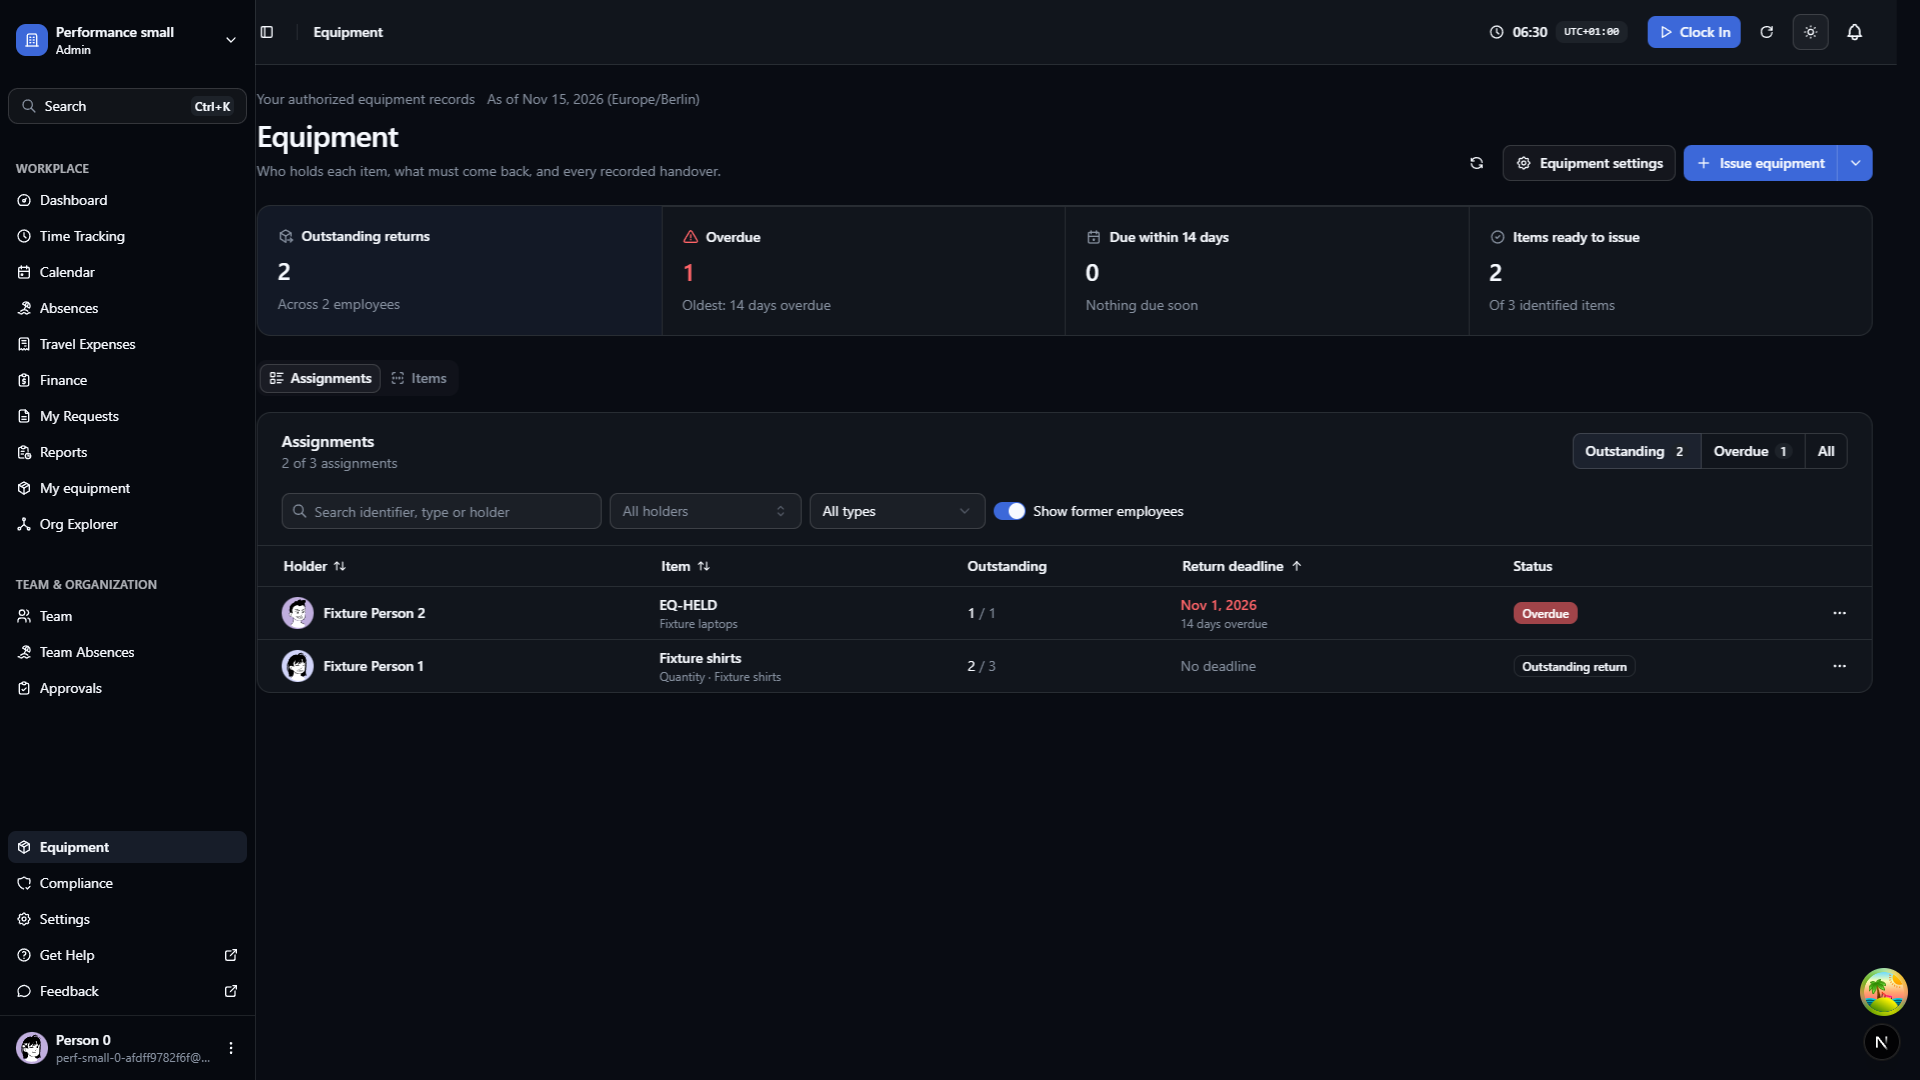 Performance small
Admin
Search
Ctrl+K
WORKPLACE
Dashboard
Time Tracking
Calendar
Absences
Travel Expenses
Finance
My Requests
Reports
My equipment
Org Explorer
TEAM & ORGANIZATION
Team
Team Absences
Approvals
Equipment
Compliance
Settings
Get Help
Feedback
Person 0
perf-small-0-afdff9782f6f@...
Equipment
06:30
UTC+01:00
Clock In
Your authorized equipment records As of Nov 15, 2026 (Europe/Berlin)
Equipment
Who holds each item, what must come back, and every recorded handover.
Equipment settings
Issue equipment
Outstanding returns
2
Across 2 employees
Overdue
1
Oldest: 14 days overdue
Due within 14 days
0
Nothing due soon
Items ready to issue
2
Of 3 identified items
Assignments
Items
Assignments
2 of 3 assignments
Outstanding 2
Overdue 1
All
Search identifier, type or holder
All holders
All types
Show former employees
Holder
Item
Outstanding
Return deadline
Status
Fixture Person 2
EQ-HELD
Fixture laptops
1 / 1
Nov 1, 2026
14 days overdue
Overdue
Fixture Person 1
Fixture shirts
Quantity · Fixture shirts
2 / 3
No deadline
Outstanding return
N